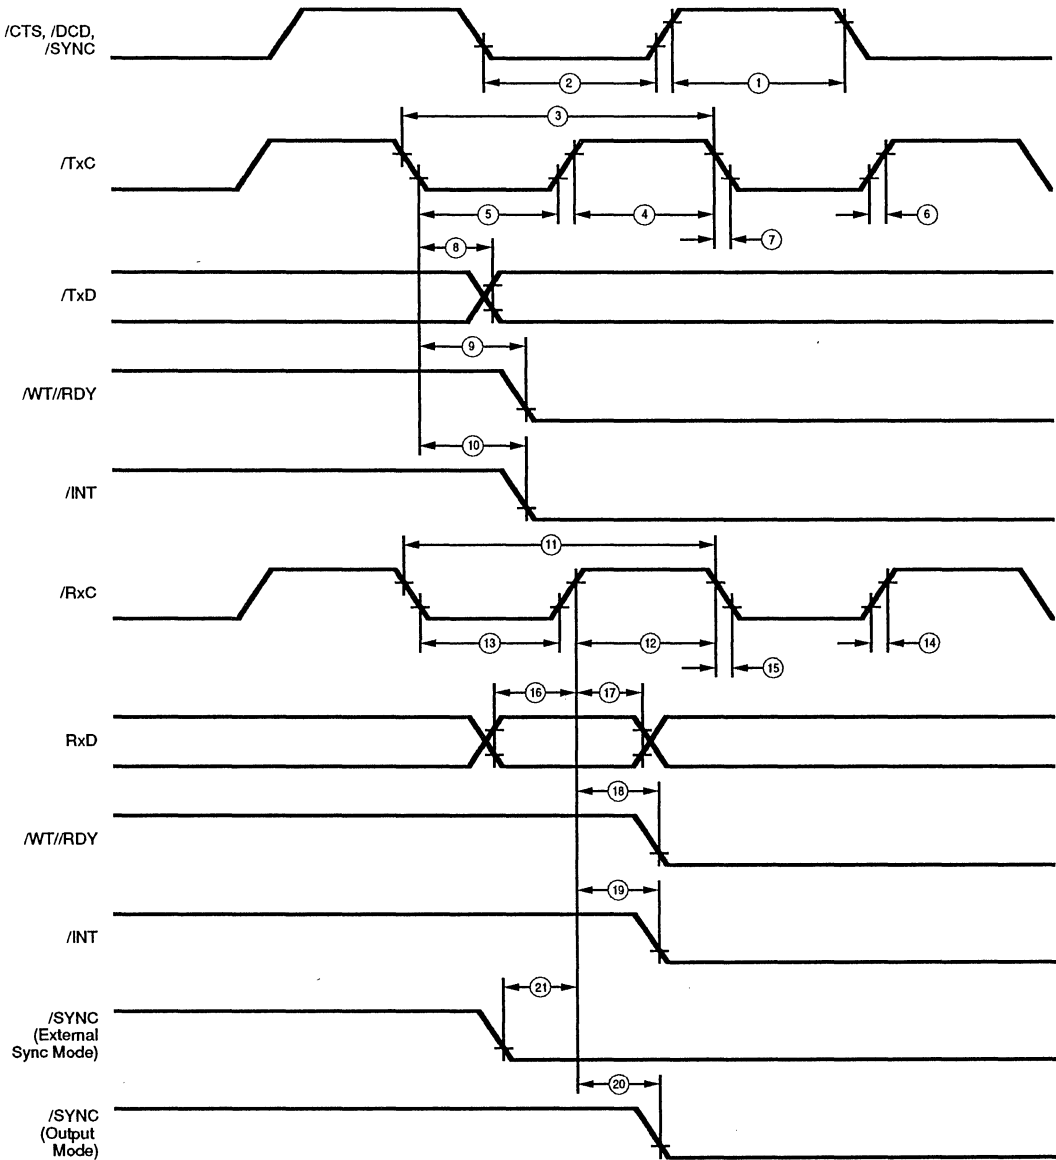 /CTS, /DCD,
/SYNC
2
1
3
/TxC
5
4
6
7
8
/TxD
9
/WT//RDY
10
/INT
11
/RxC
13
12
14
15
16
17
RxD
18
/WT//RDY
19
/INT
21
/SYNC
(External
Sync Mode)
20
/SYNC
(Output
Mode)